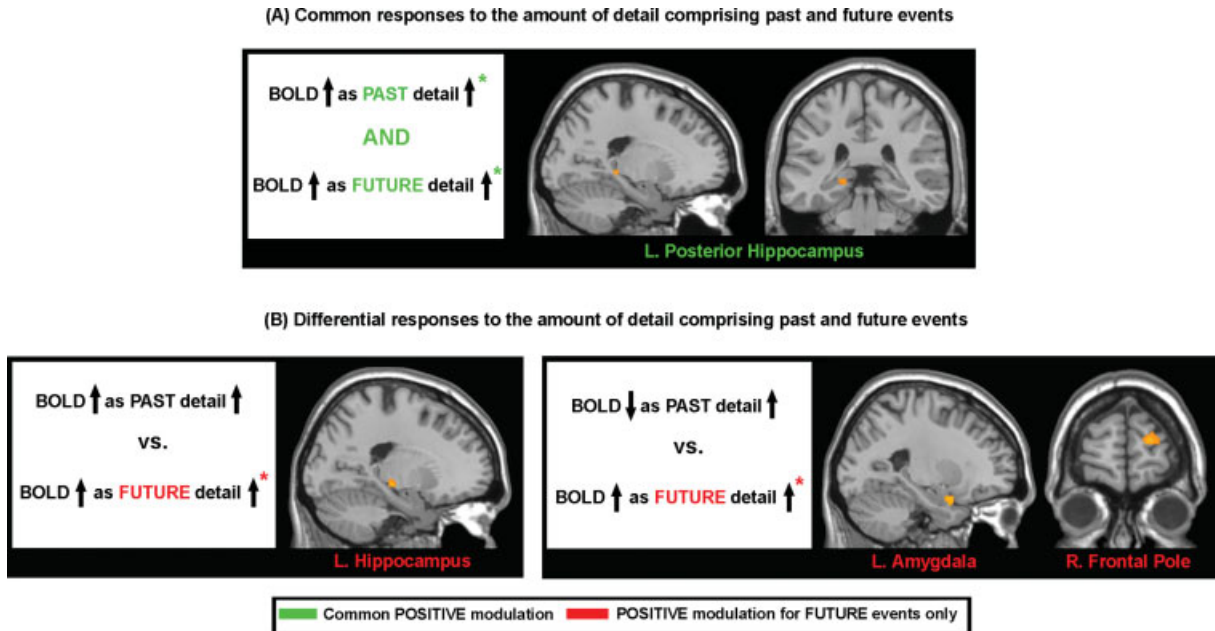 (A) Common responses to the amount of detail comprising past and future events
BOLD ↑ as PAST detail ↑*
AND
BOLD ↑ as FUTURE detail ↑*
L. Posterior Hippocampus
(B) Differential responses to the amount of detail comprising past and future events
BOLD ↑ as PAST detail ↑
vs.
BOLD ↑ as FUTURE detail ↑*
L. Hippocampus
BOLD ↓ as PAST detail ↑
vs.
BOLD ↑ as FUTURE detail ↑*
L. Amygdala
R. Frontal Pole
Common POSITIVE modulation
POSITIVE modulation for FUTURE events only